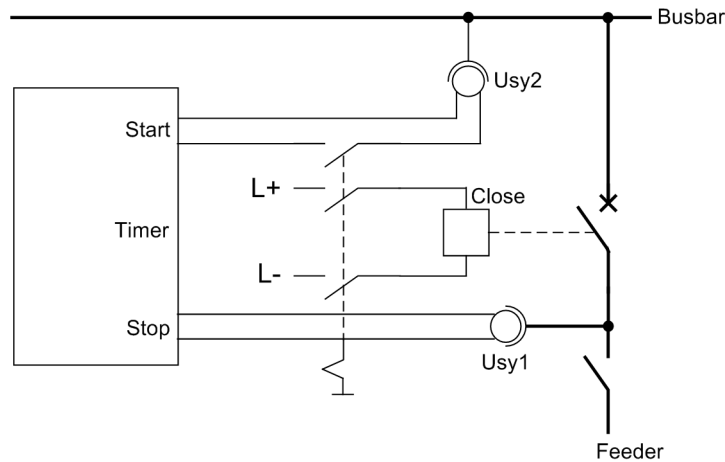 Busbar
Usy2
Start
L+
Close
Timer
L-
Stop
Usy1
Feeder